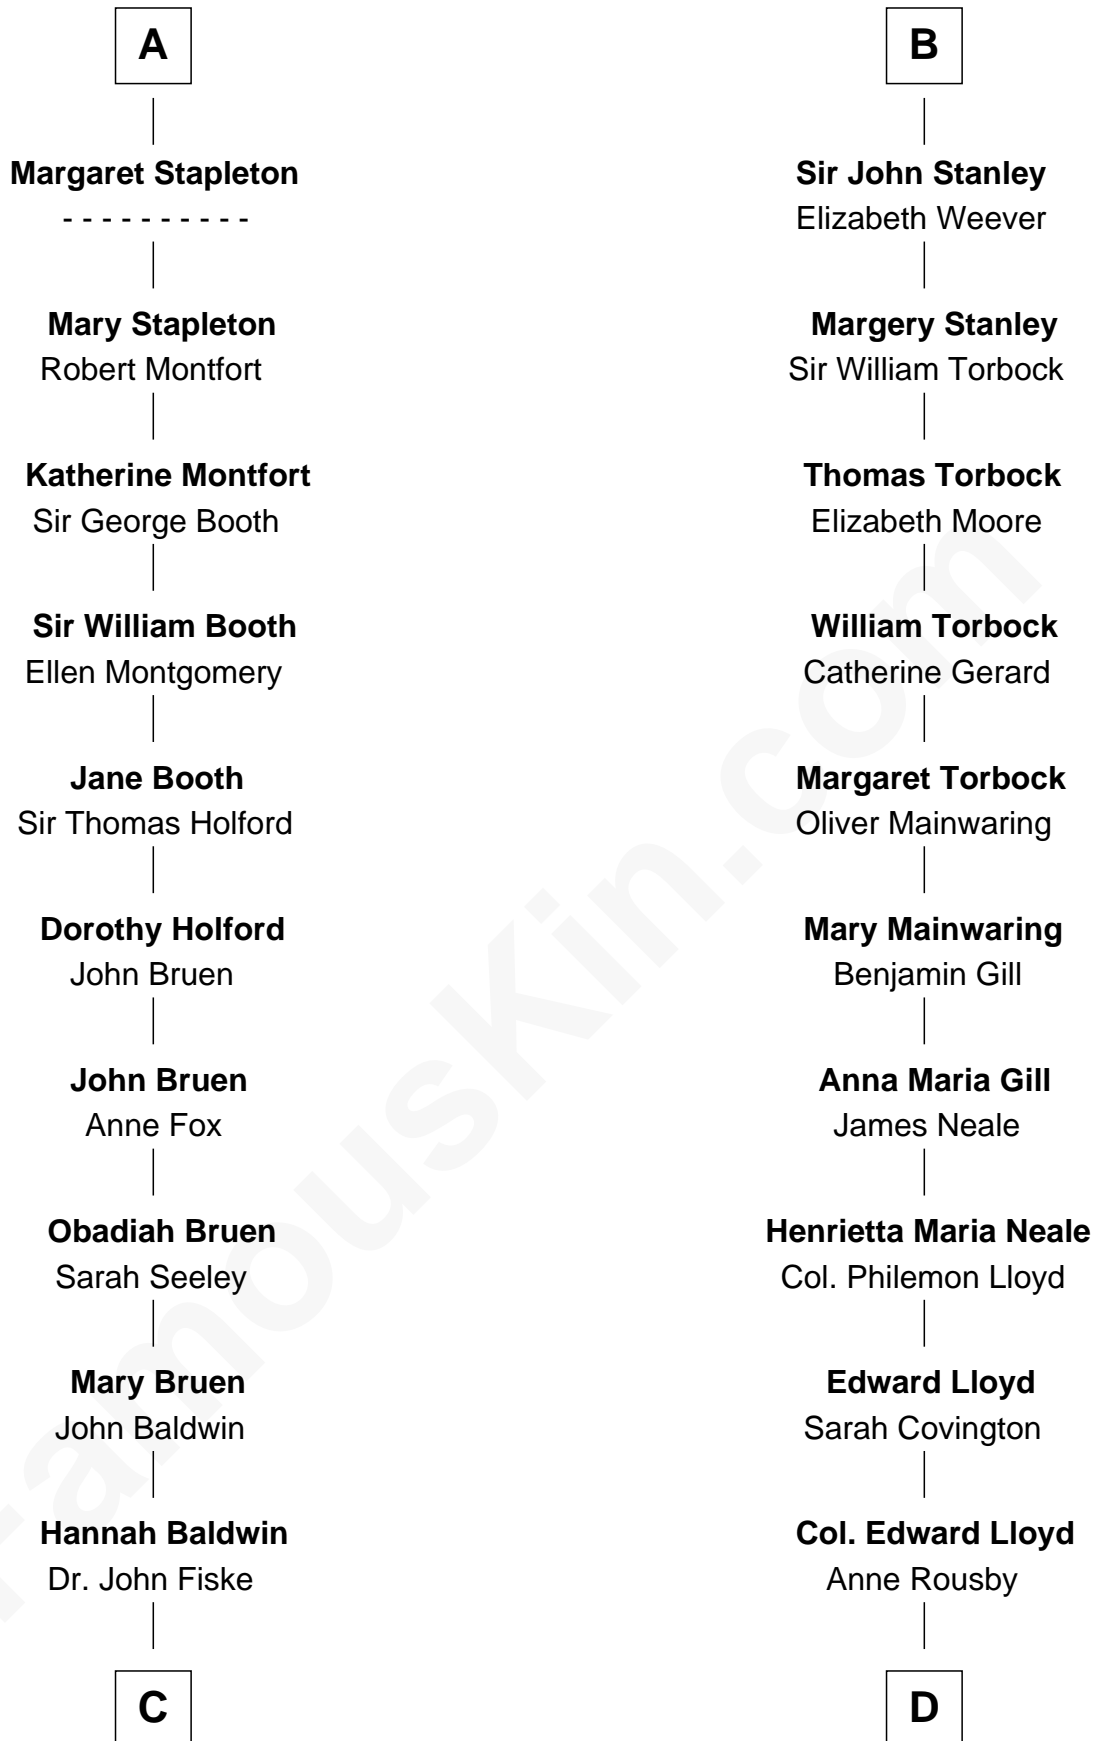 A
Margaret Stapleton
- - - - - - - - - -
Mary Stapleton
Robert Montfort
Katherine Montfort
Sir George Booth
Sir William Booth
Ellen Montgomery
Jane Booth
Sir Thomas Holford
Dorothy Holford
John Bruen
John Bruen
Anne Fox
Obadiah Bruen
Sarah Seeley
Mary Bruen
John Baldwin
Hannah Baldwin
Dr. John Fiske
C
B
Sir John Stanley
Elizabeth Weever
Margery Stanley
Sir William Torbock
Thomas Torbock
Elizabeth Moore
William Torbock
Catherine Gerard
Margaret Torbock
Oliver Mainwaring
Mary Mainwaring
Benjamin Gill
Anna Maria Gill
James Neale
Henrietta Maria Neale
Col. Philemon Lloyd
Edward Lloyd
Sarah Covington
Col. Edward Lloyd
Anne Rousby
D
FamousKin.com